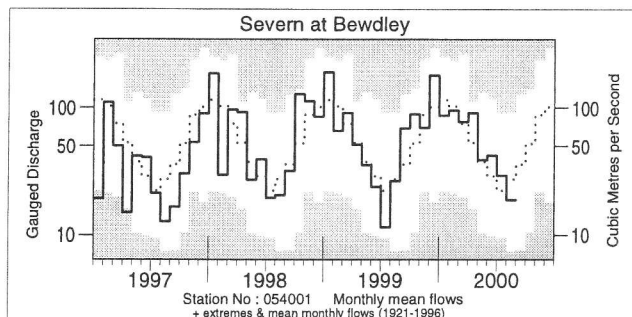 Severn at Bewdley
Gauged Discharge
100
50
10
100
50
10
Cubic Metres per Second
1997
1998
1999
2000
Station No : 054001 Monthly mean flows
+ extremes & mean monthly flows (1921-1996)